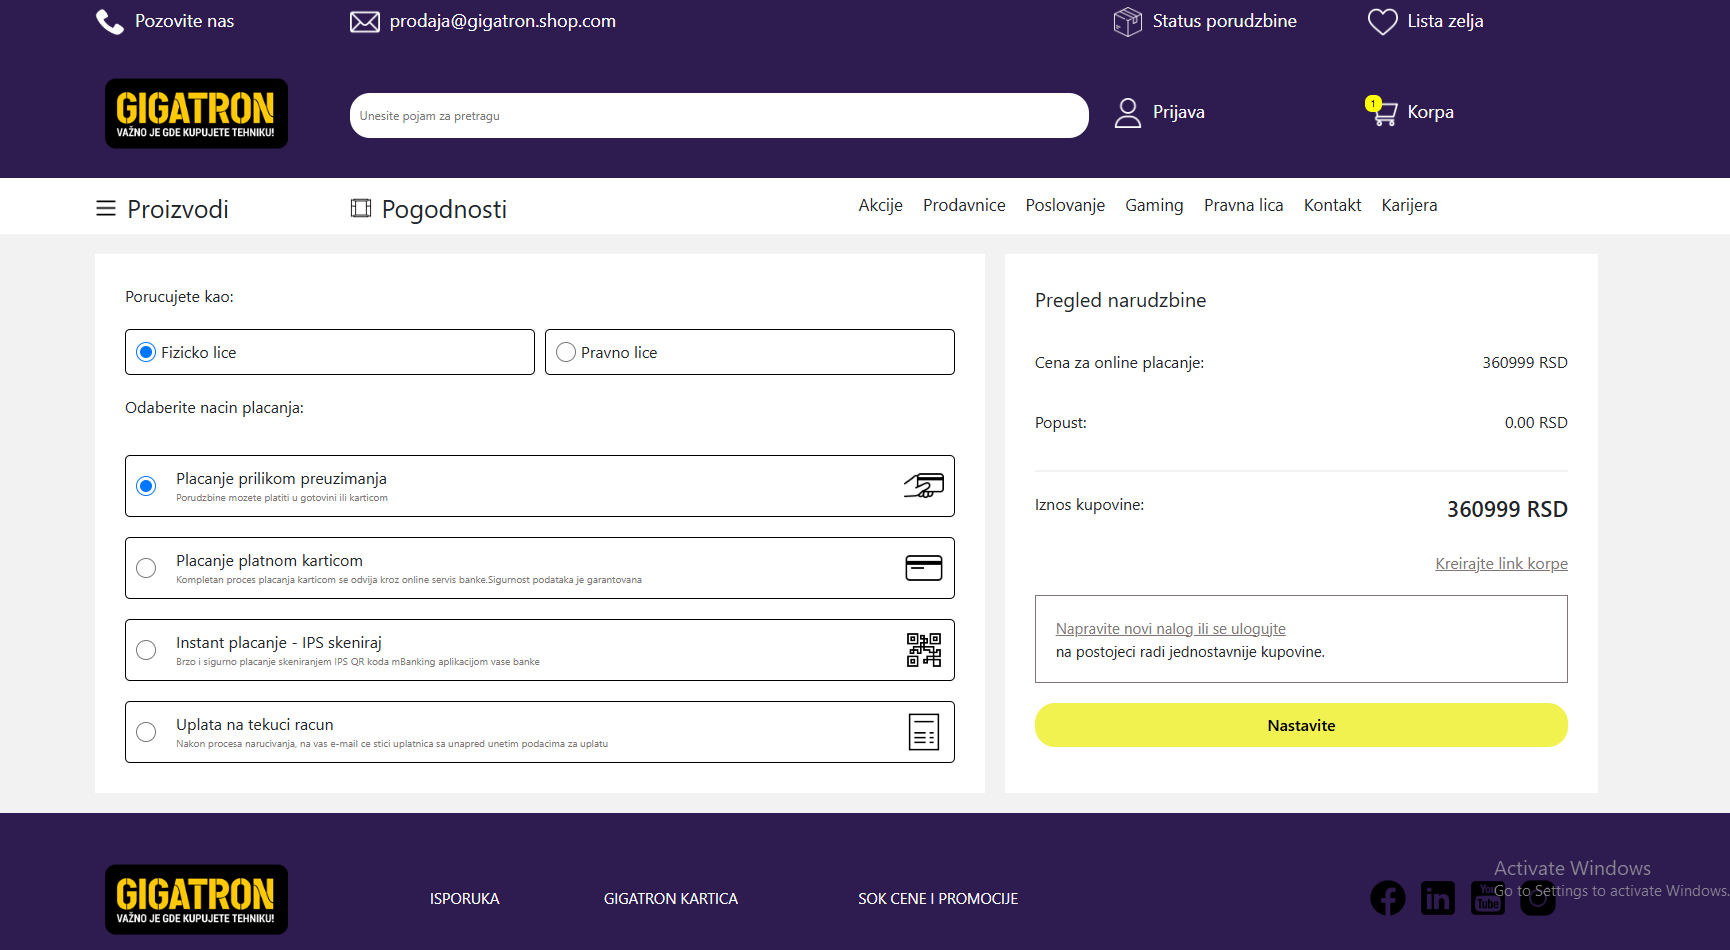 Pozovite nas
prodaja@gigatron.shop.com
Status porudzbine
Lista zelja
GIGATRON
VAŽNO JE GDE KUPUJETE TEHNIKU!
Unesite pojam za pretragu
Prijava
1
Korpa
Proizvodi
Pogodnosti
Akcije
Prodavnice
Poslovanje
Gaming
Pravna lica
Kontakt
Karijera
Porucujete kao:
Fizicko lice
Pravno lice
Odaberite nacin placanja:
Placanje prilikom preuzimanja
Porudzbine mozete platiti u gotovini ili karticom
Placanje platnom karticom
Kompletan proces placanja karticom se odvija kroz online servis banke.Sigurnost podataka je garantovana
Instant placanje - IPS skeniraj
Brzo i sigurno placanje skeniranjem IPS QR koda mBanking aplikacijom vase banke
Uplata na tekuci racun
Nakon procesa narucivanja, na vas e-mail ce stici uplatnica sa unapred unetim podacima za uplatu
Pregled narudzbine
Cena za online placanje: 360999 RSD
Popust: 0.00 RSD
Iznos kupovine: 360999 RSD
Kreirajte link korpe
Napravite novi nalog ili se ulogujte
na postojeci radi jednostavnije kupovine.
Nastavite
GIGATRON
VAŽNO JE GDE KUPUJETE TEHNIKU!
ISPORUKA
GIGATRON KARTICA
SOK CENE I PROMOCIJE
You
Tube
Activate Windows
Go to Settings to activate Windows.